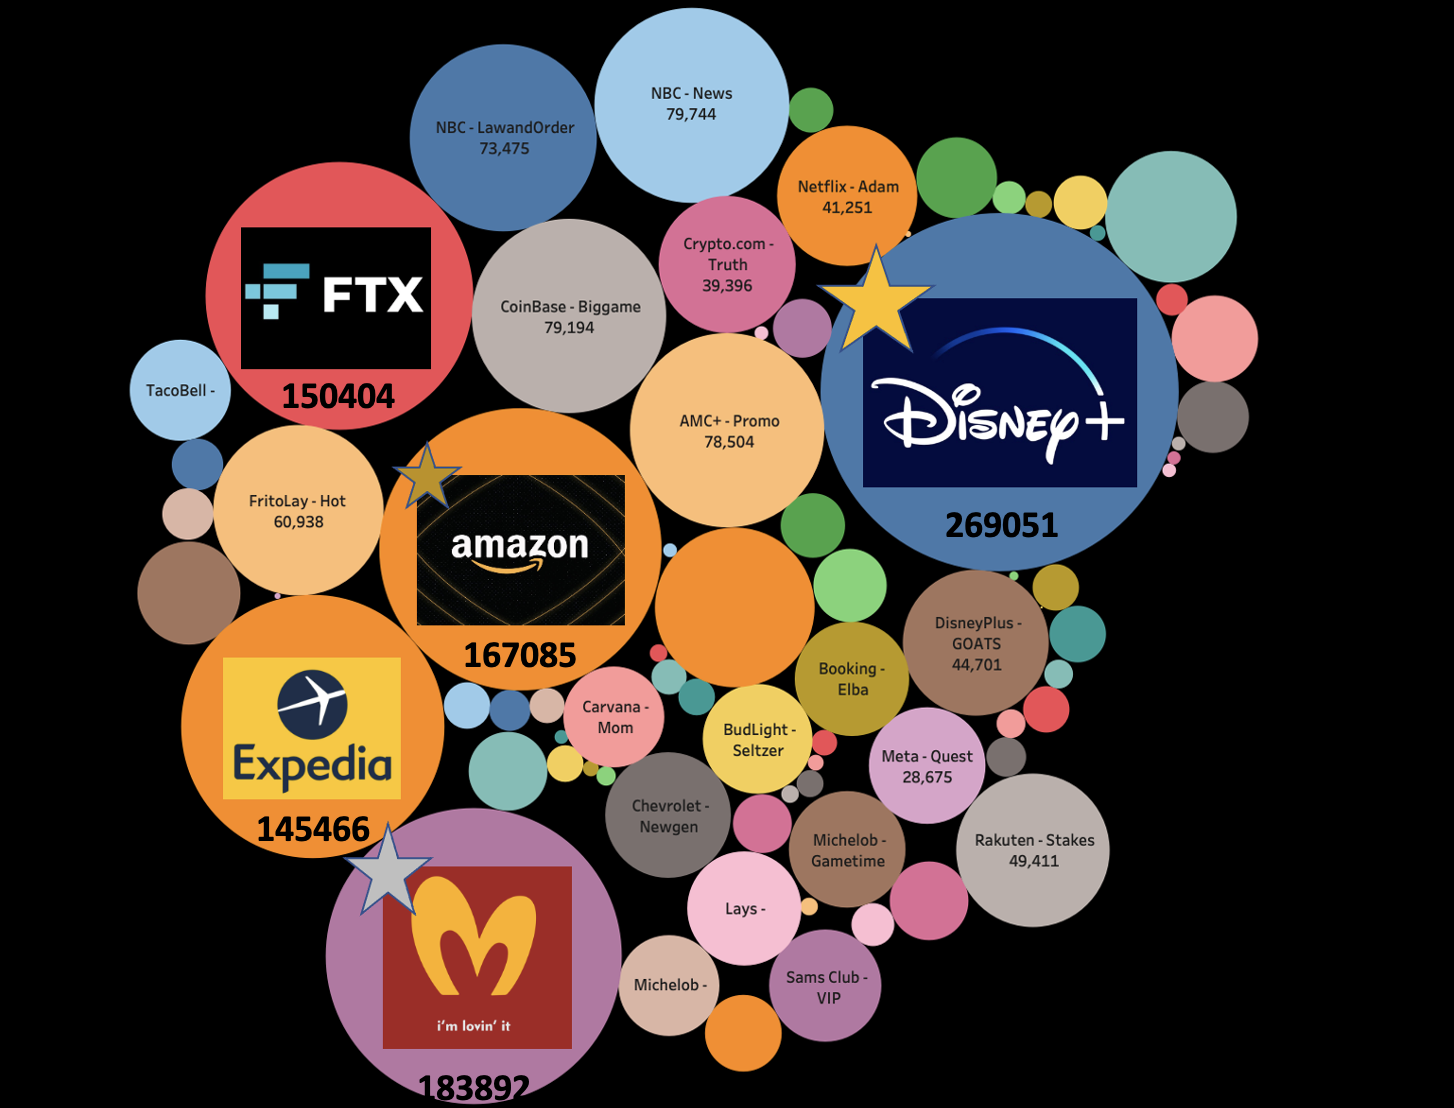 NBC - News
79,744
NBC - LawandOrder
73,475
Netflix - Adam
41,251
Crypto.com -
Truth
39,396
FTX
150404
CoinBase - Biggame
79,194
TacoBell -
AMC+ - Promo
78,504
Disney+
269051
FritoLay - Hot
60,938
amazon
167085
DisneyPlus -
GOATS
44,701
Booking -
Elba
Expedia
145466
Carvana -
Mom
BudLight -
Seltzer
Meta - Quest
28,675
Chevrolet -
Newgen
Michelob -
Gametime
Rakuten - Stakes
49,411
Lays -
Michelob -
Sams Club -
VIP
i'm lovin' it
183892